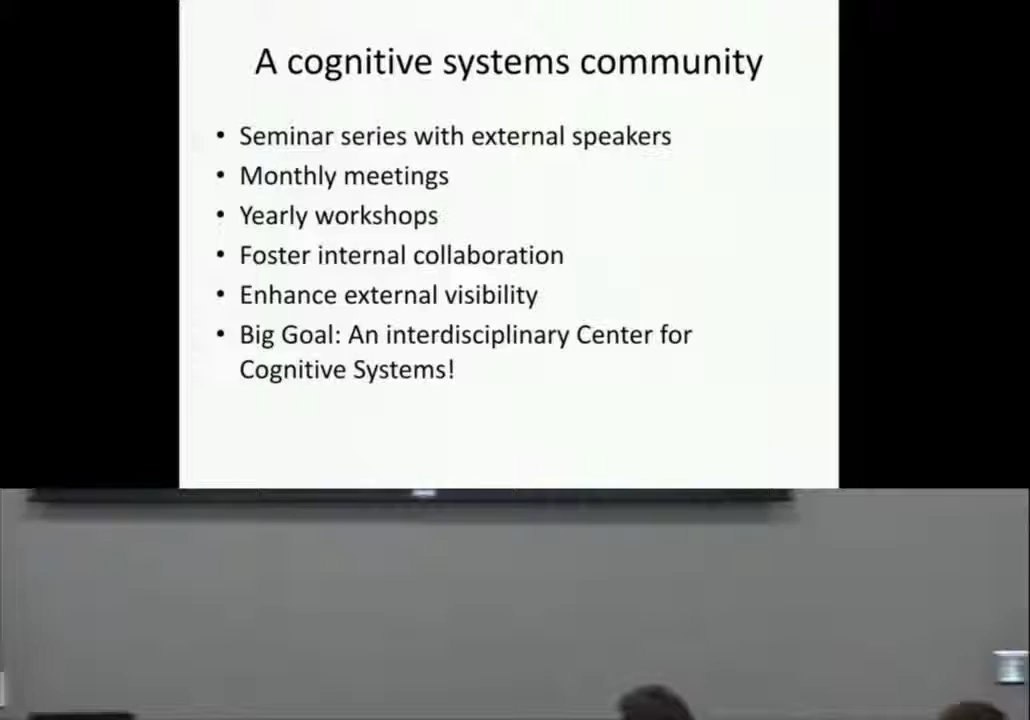 A cognitive systems community
• Seminar series with external speakers
• Monthly meetings
• Yearly workshops
• Foster internal collaboration
• Enhance external visibility
• Big Goal: An interdisciplinary Center for
Cognitive Systems!